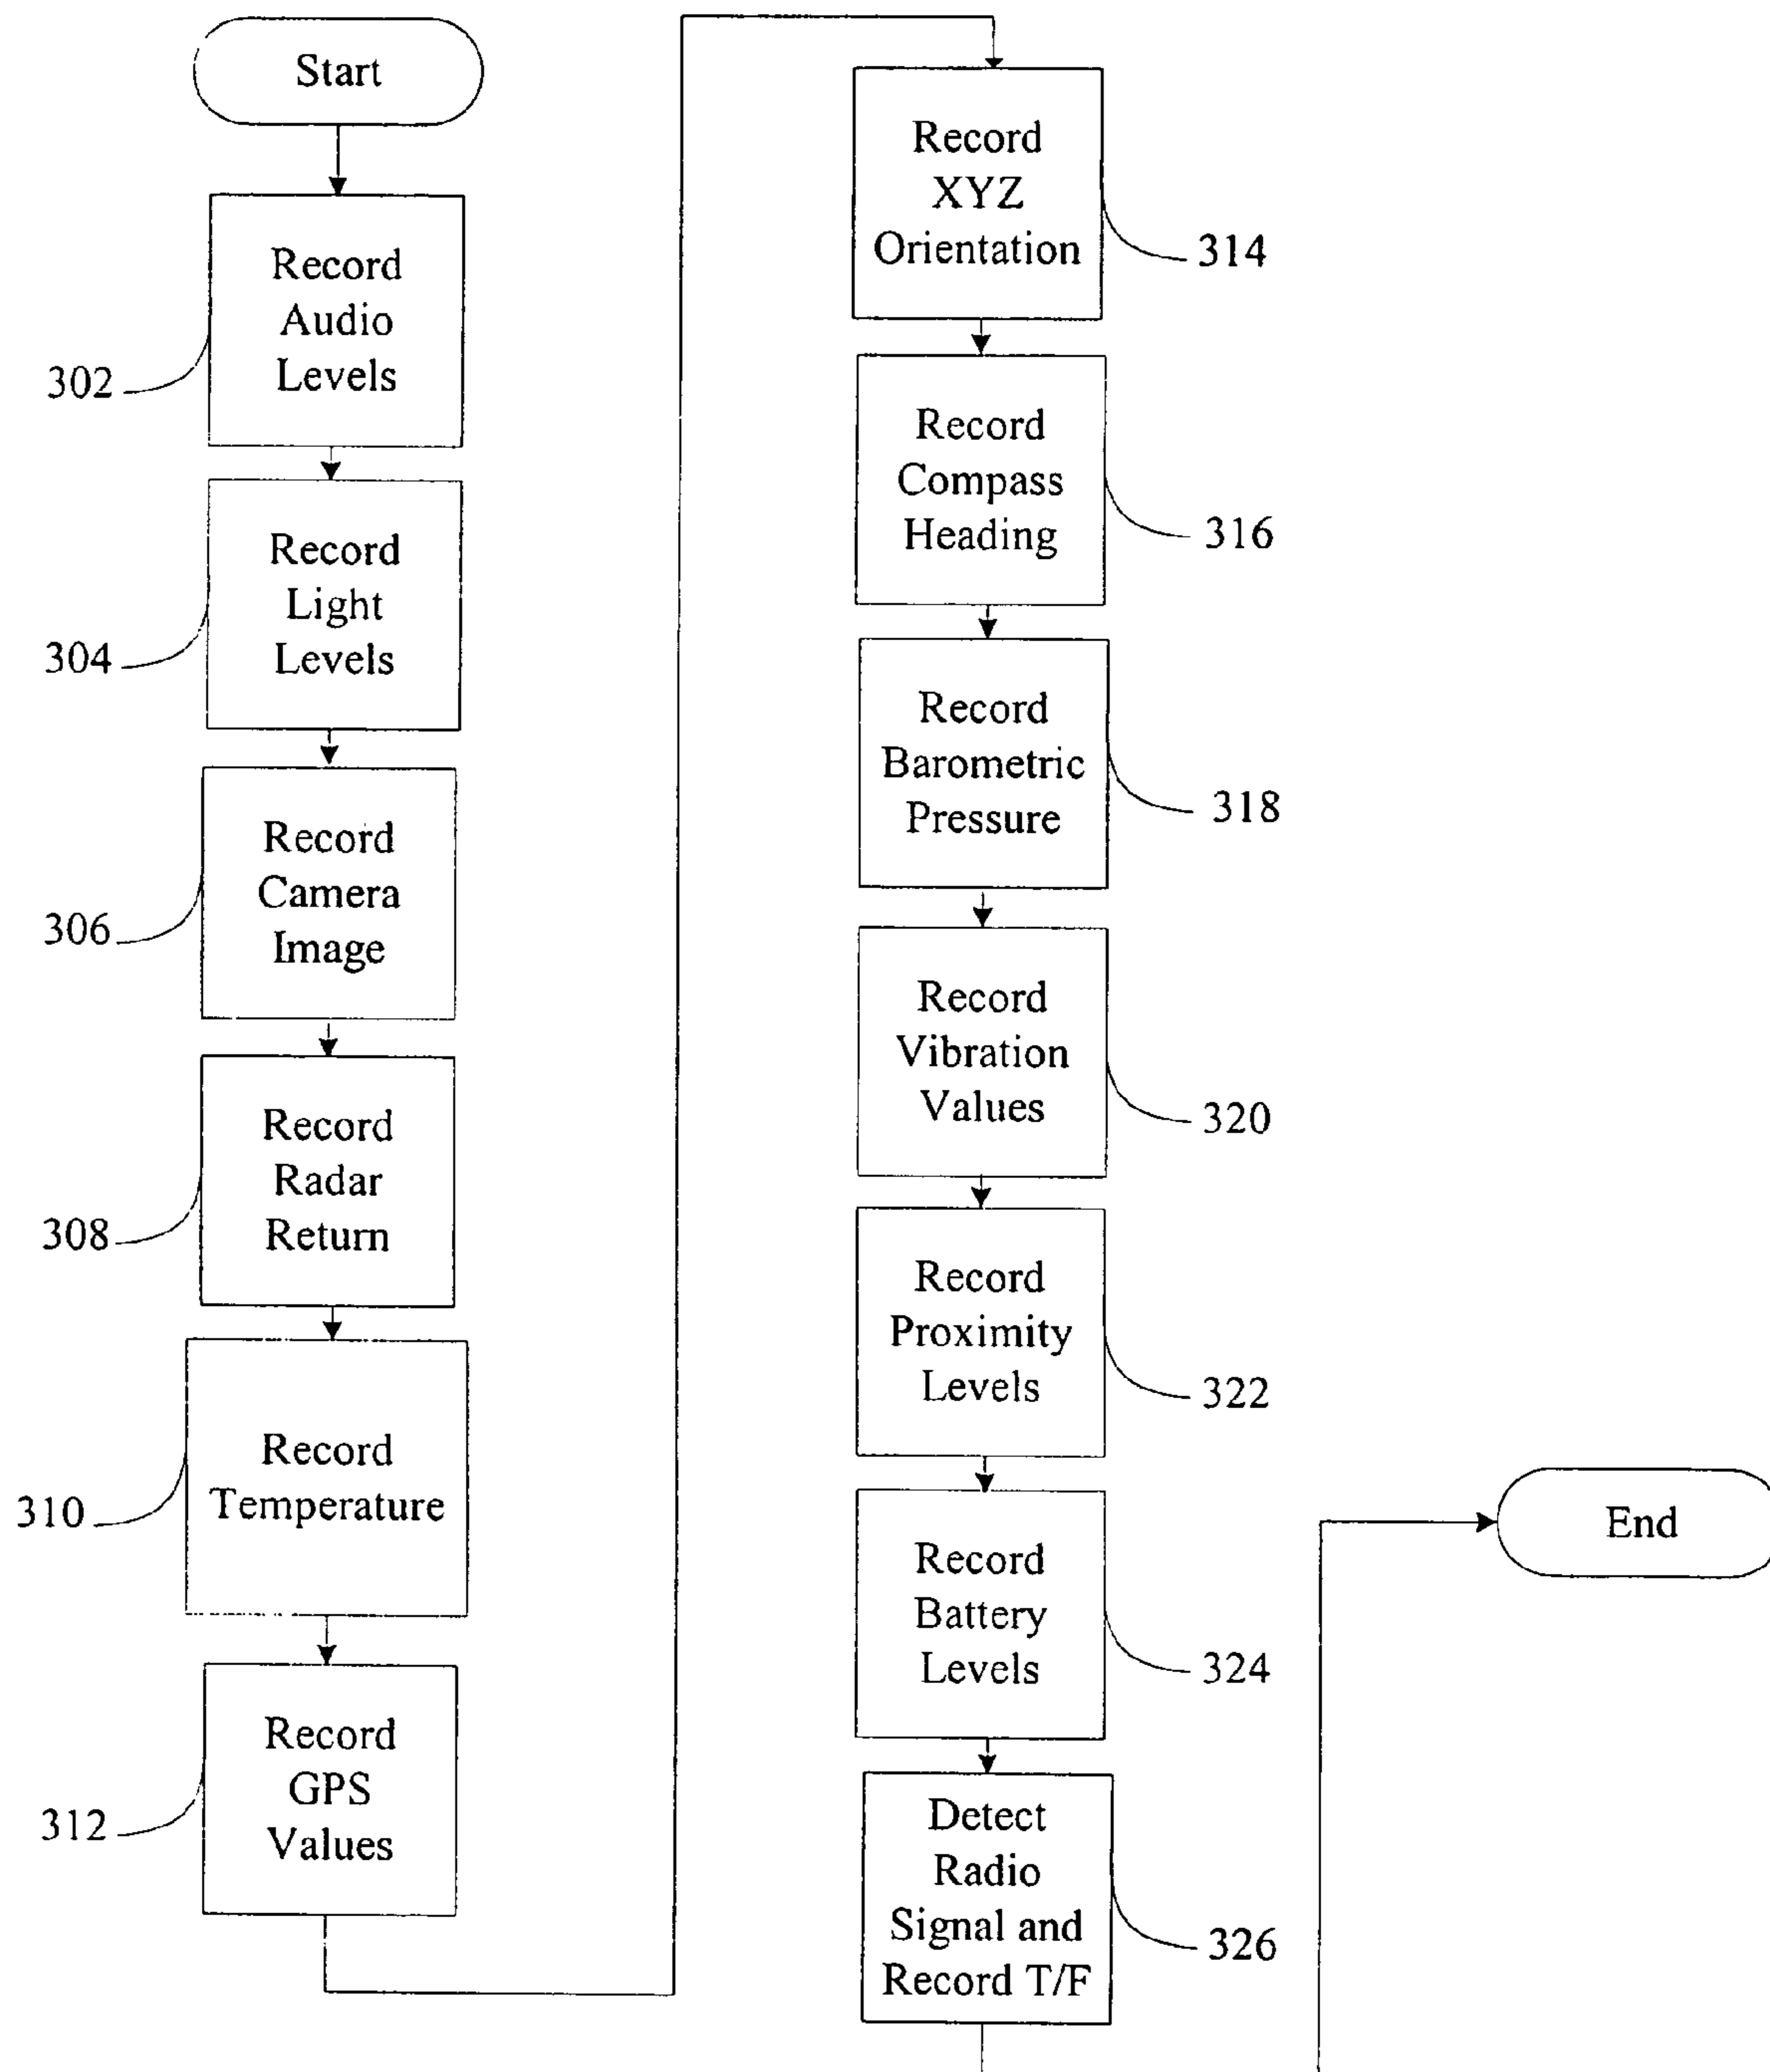 Start
Record
Audio
Levels
302
Record
Light
Levels
304
Record
Camera
Image
306
Record
Radar
Return
308
Record
Temperature
310
Record
GPS
Values
312
Record
XYZ
Orientation
314
Record
Compass
Heading
316
Record
Barometric
Pressure
318
Record
Vibration
Values
320
Record
Proximity
Levels
322
Record
Battery
Levels
324
Detect
Radio
Signal and
Record T/F
326
End